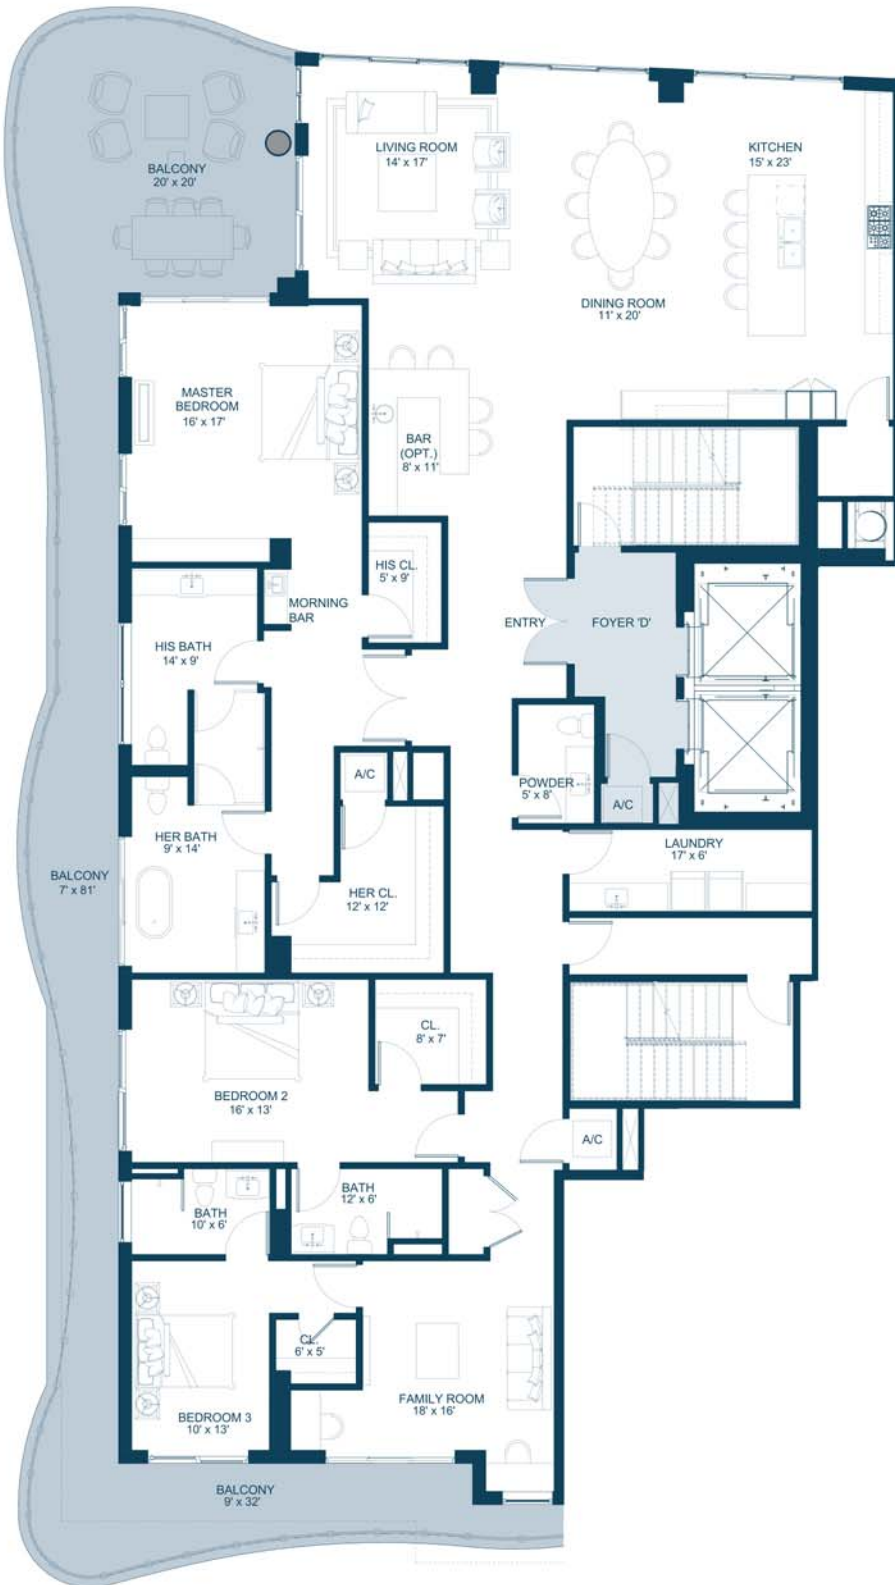 LIVING ROOM
14' x 17'
KITCHEN
15' x 23'
BALCONY
20' x 20'
DINING ROOM
11' x 20'
MASTER
BEDROOM
16' x 17'
BAR
(OPT.)
8' x 11'
HIS CL.
5' x 9'
MORNING
BAR
ENTRY
FOYER 'D'
HIS BATH
14' x 9'
A/C
POWDER
5' x 8'
A/C
HER BATH
9' x 14'
LAUNDRY
17' x 6'
BALCONY
7' x 81'
HER CL.
12' x 12'
CL.
8' x 7'
BEDROOM 2
16' x 13'
A/C
BATH
12' x 6'
BATH
10' x 6'
CL.
6' x 5'
FAMILY ROOM
18' x 16'
BEDROOM 3
10' x 13'
BALCONY
9' x 32'